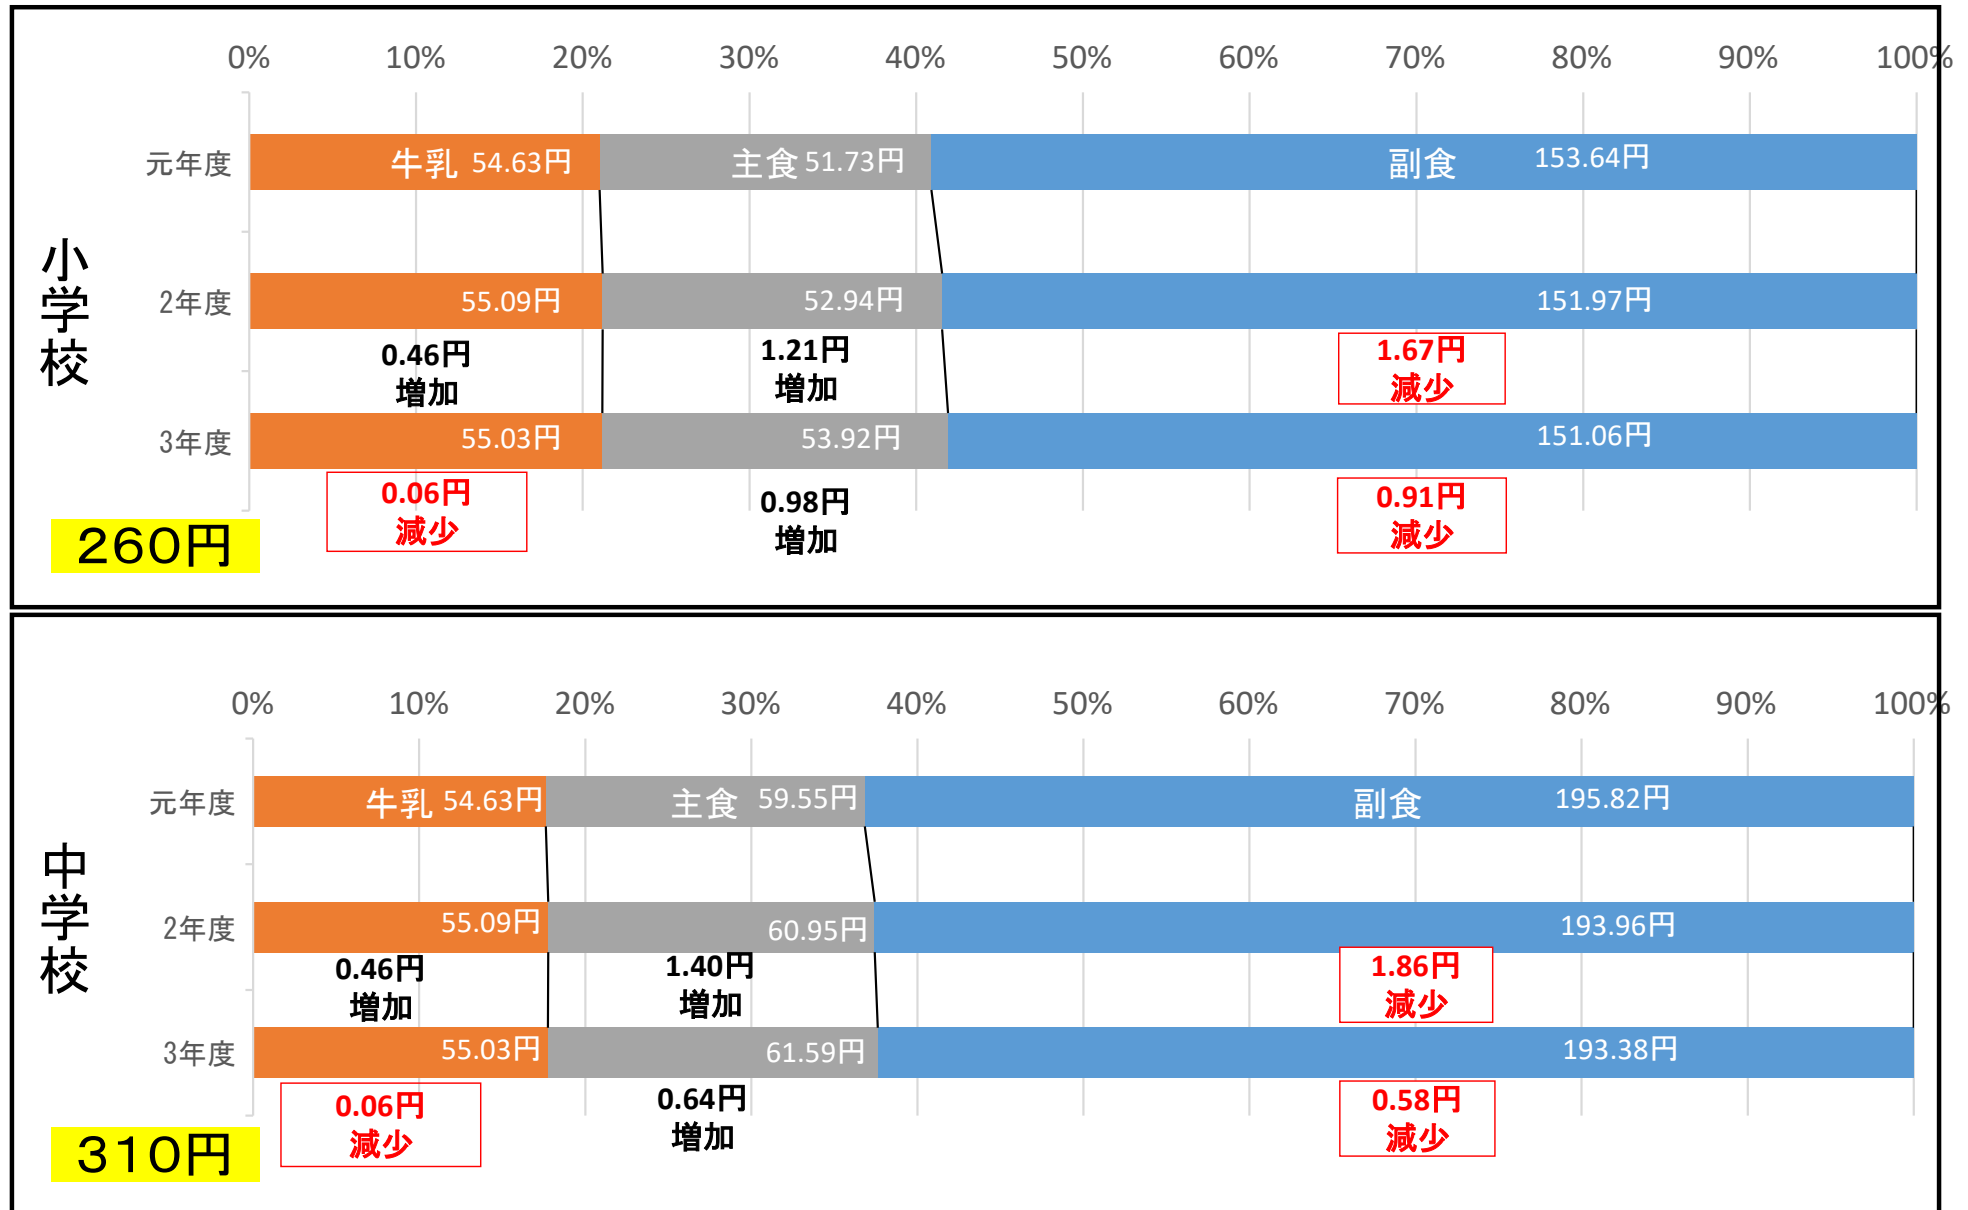 0% 10% 20% 30% 40% 50% 60% 70% 80% 90% 100%
小学校
元年度 牛乳 54.63円 主食 51.73円 副食 153.64円
2年度 55.09円 52.94円 151.97円
0.46円 1.21円 1.67円
増加 増加 減少
3年度 55.03円 53.92円 151.06円
0.06円 0.98円 0.91円
減少 増加 減少
260円
0% 10% 20% 30% 40% 50% 60% 70% 80% 90% 100%
中学校
元年度 牛乳 54.63円 主食 59.55円 副食 195.82円
2年度 55.09円 60.95円 193.96円
0.46円 1.40円 1.86円
増加 増加 減少
3年度 55.03円 61.59円 193.38円
0.06円 0.64円 0.58円
減少 増加 減少
310円